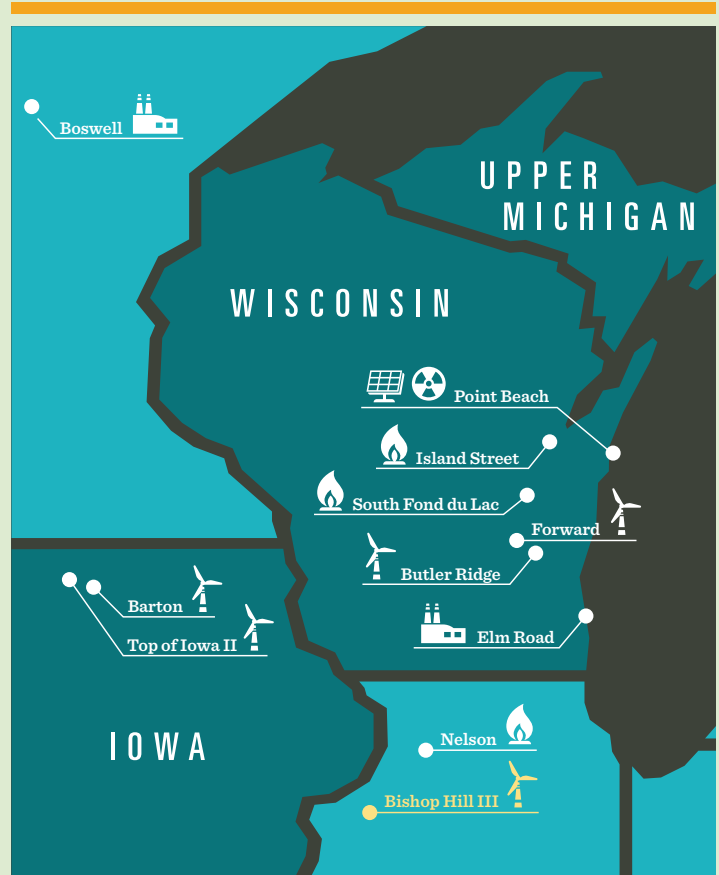 Boswell
UPPER
MICHIGAN
WISCONSIN
Point Beach
Island Street
South Fond du Lac
Forward
Butler Ridge
Barton
Elm Road
Top of Iowa II
IOWA
Nelson
Bishop Hill III